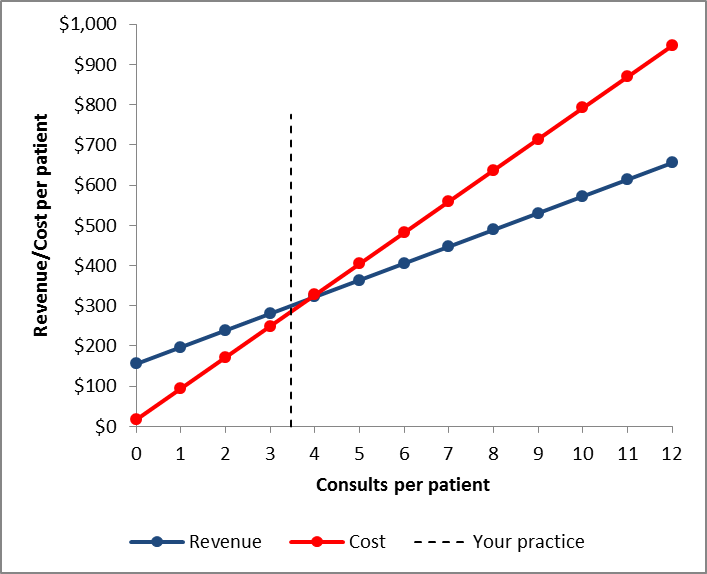 $1,000
$900
$800
$700
$600
$500
$400
$300
$200
$100
$0
Revenue/Cost per patient
0 1 2 3 4 5 6 7 8 9 10 11 12
Consults per patient
Revenue Cost Your practice